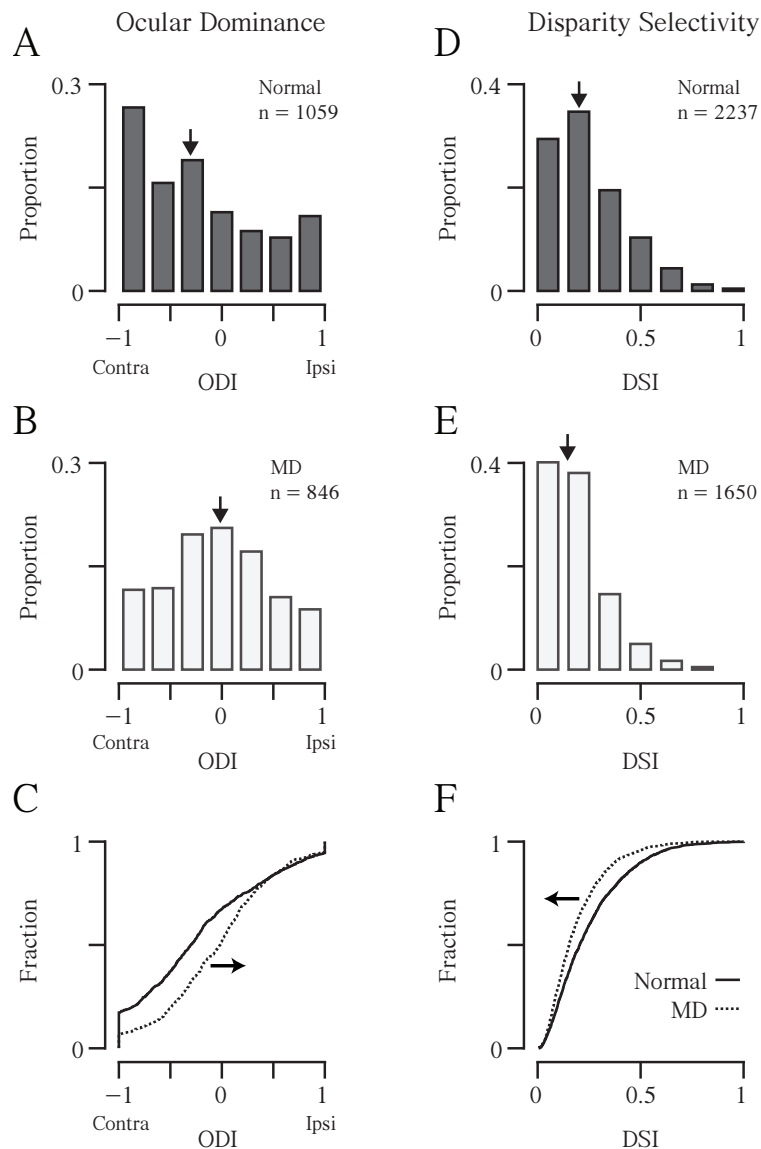 Ocular Dominance
A
0.3
Proportion
0
Normal
n = 1059
−1 0 1
Contra Ipsi
ODI
B
0.3
Proportion
0
MD
n = 846
−1 0 1
Contra Ipsi
ODI
C
1
Fraction
0
−1 0 1
Contra Ipsi
ODI
Disparity Selectivity
D
0.4
Proportion
0
Normal
n = 2237
0 0.5 1
DSI
E
0.4
Proportion
0
MD
n = 1650
0 0.5 1
DSI
F
1
Fraction
0
Normal
MD
0 0.5 1
DSI